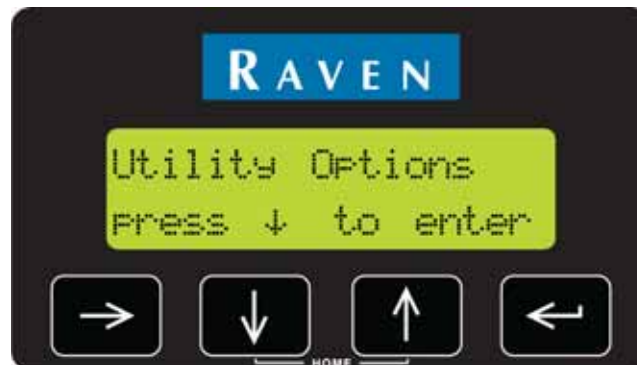 RAVEN
Utility Options
press ↓ to enter
HOME